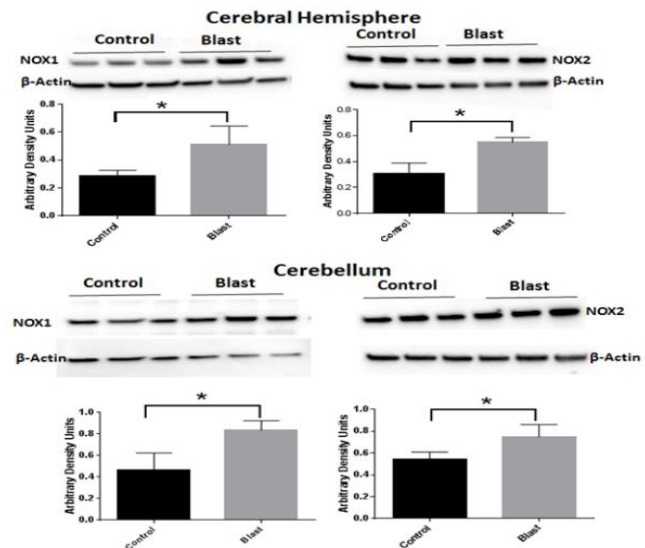 Cerebral Hemisphere
Control Blast
NOX1
β-Actin
Control Blast
NOX2
β-Actin
Arbitrary Density Units
0.8
0.6
0.4
0.2
0.0
*
Control
Blast
Arbitrary Density Units
0.8
0.6
0.4
0.2
0.0
*
Control
Blast
Cerebellum
Control Blast
NOX1
β-Actin
Control Blast
NOX2
β-Actin
Arbitrary Density Units
1.0
0.8
0.6
0.4
0.2
0.0
*
Control
Blast
Arbitrary Density Units
1.0
0.8
0.6
0.4
0.2
0.0
*
Control
Blast